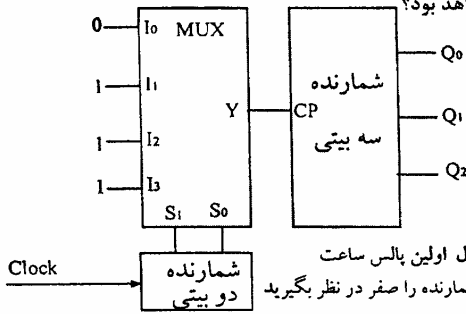 هد بود؟
0 I0 MUX Q0
شمارنده
1 I1
Y CP Q1
سه بیتی
1 I2
1 I3 Q2
S1 S0
ل اولین پالس ساعت
Clock شمارنده
مارنده را صفر در نظر بگیرید
دو بیتی